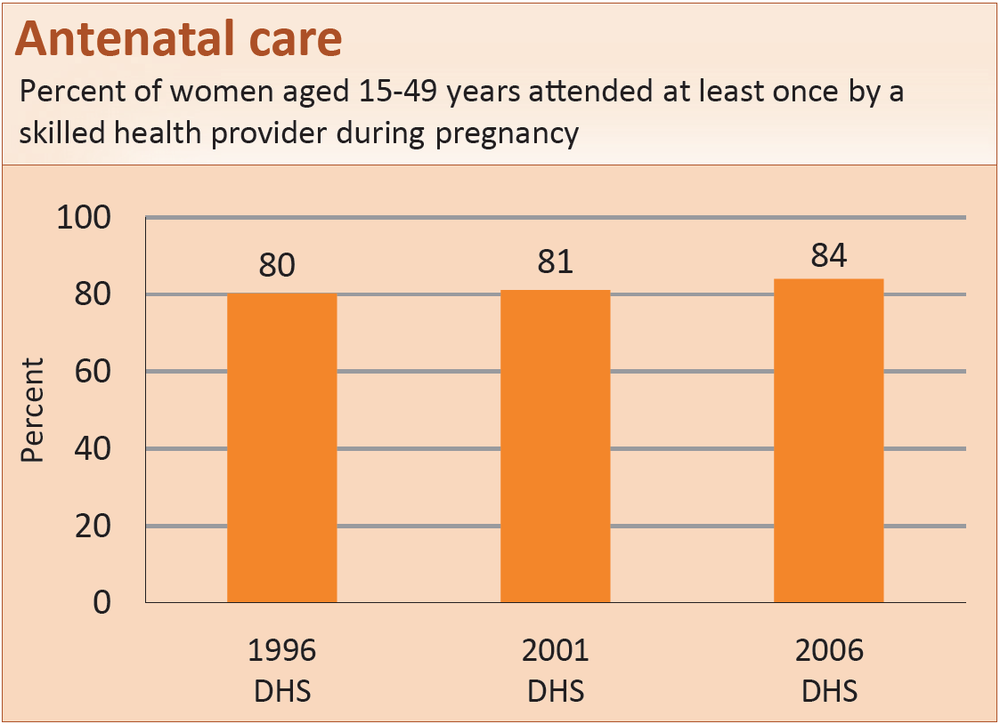 Antenatal care
Percent of women aged 15-49 years attended at least once by a
skilled health provider during pregnancy
100
80
60
40
20
0
Percent
80
81
84
1996
DHS
2001
DHS
2006
DHS